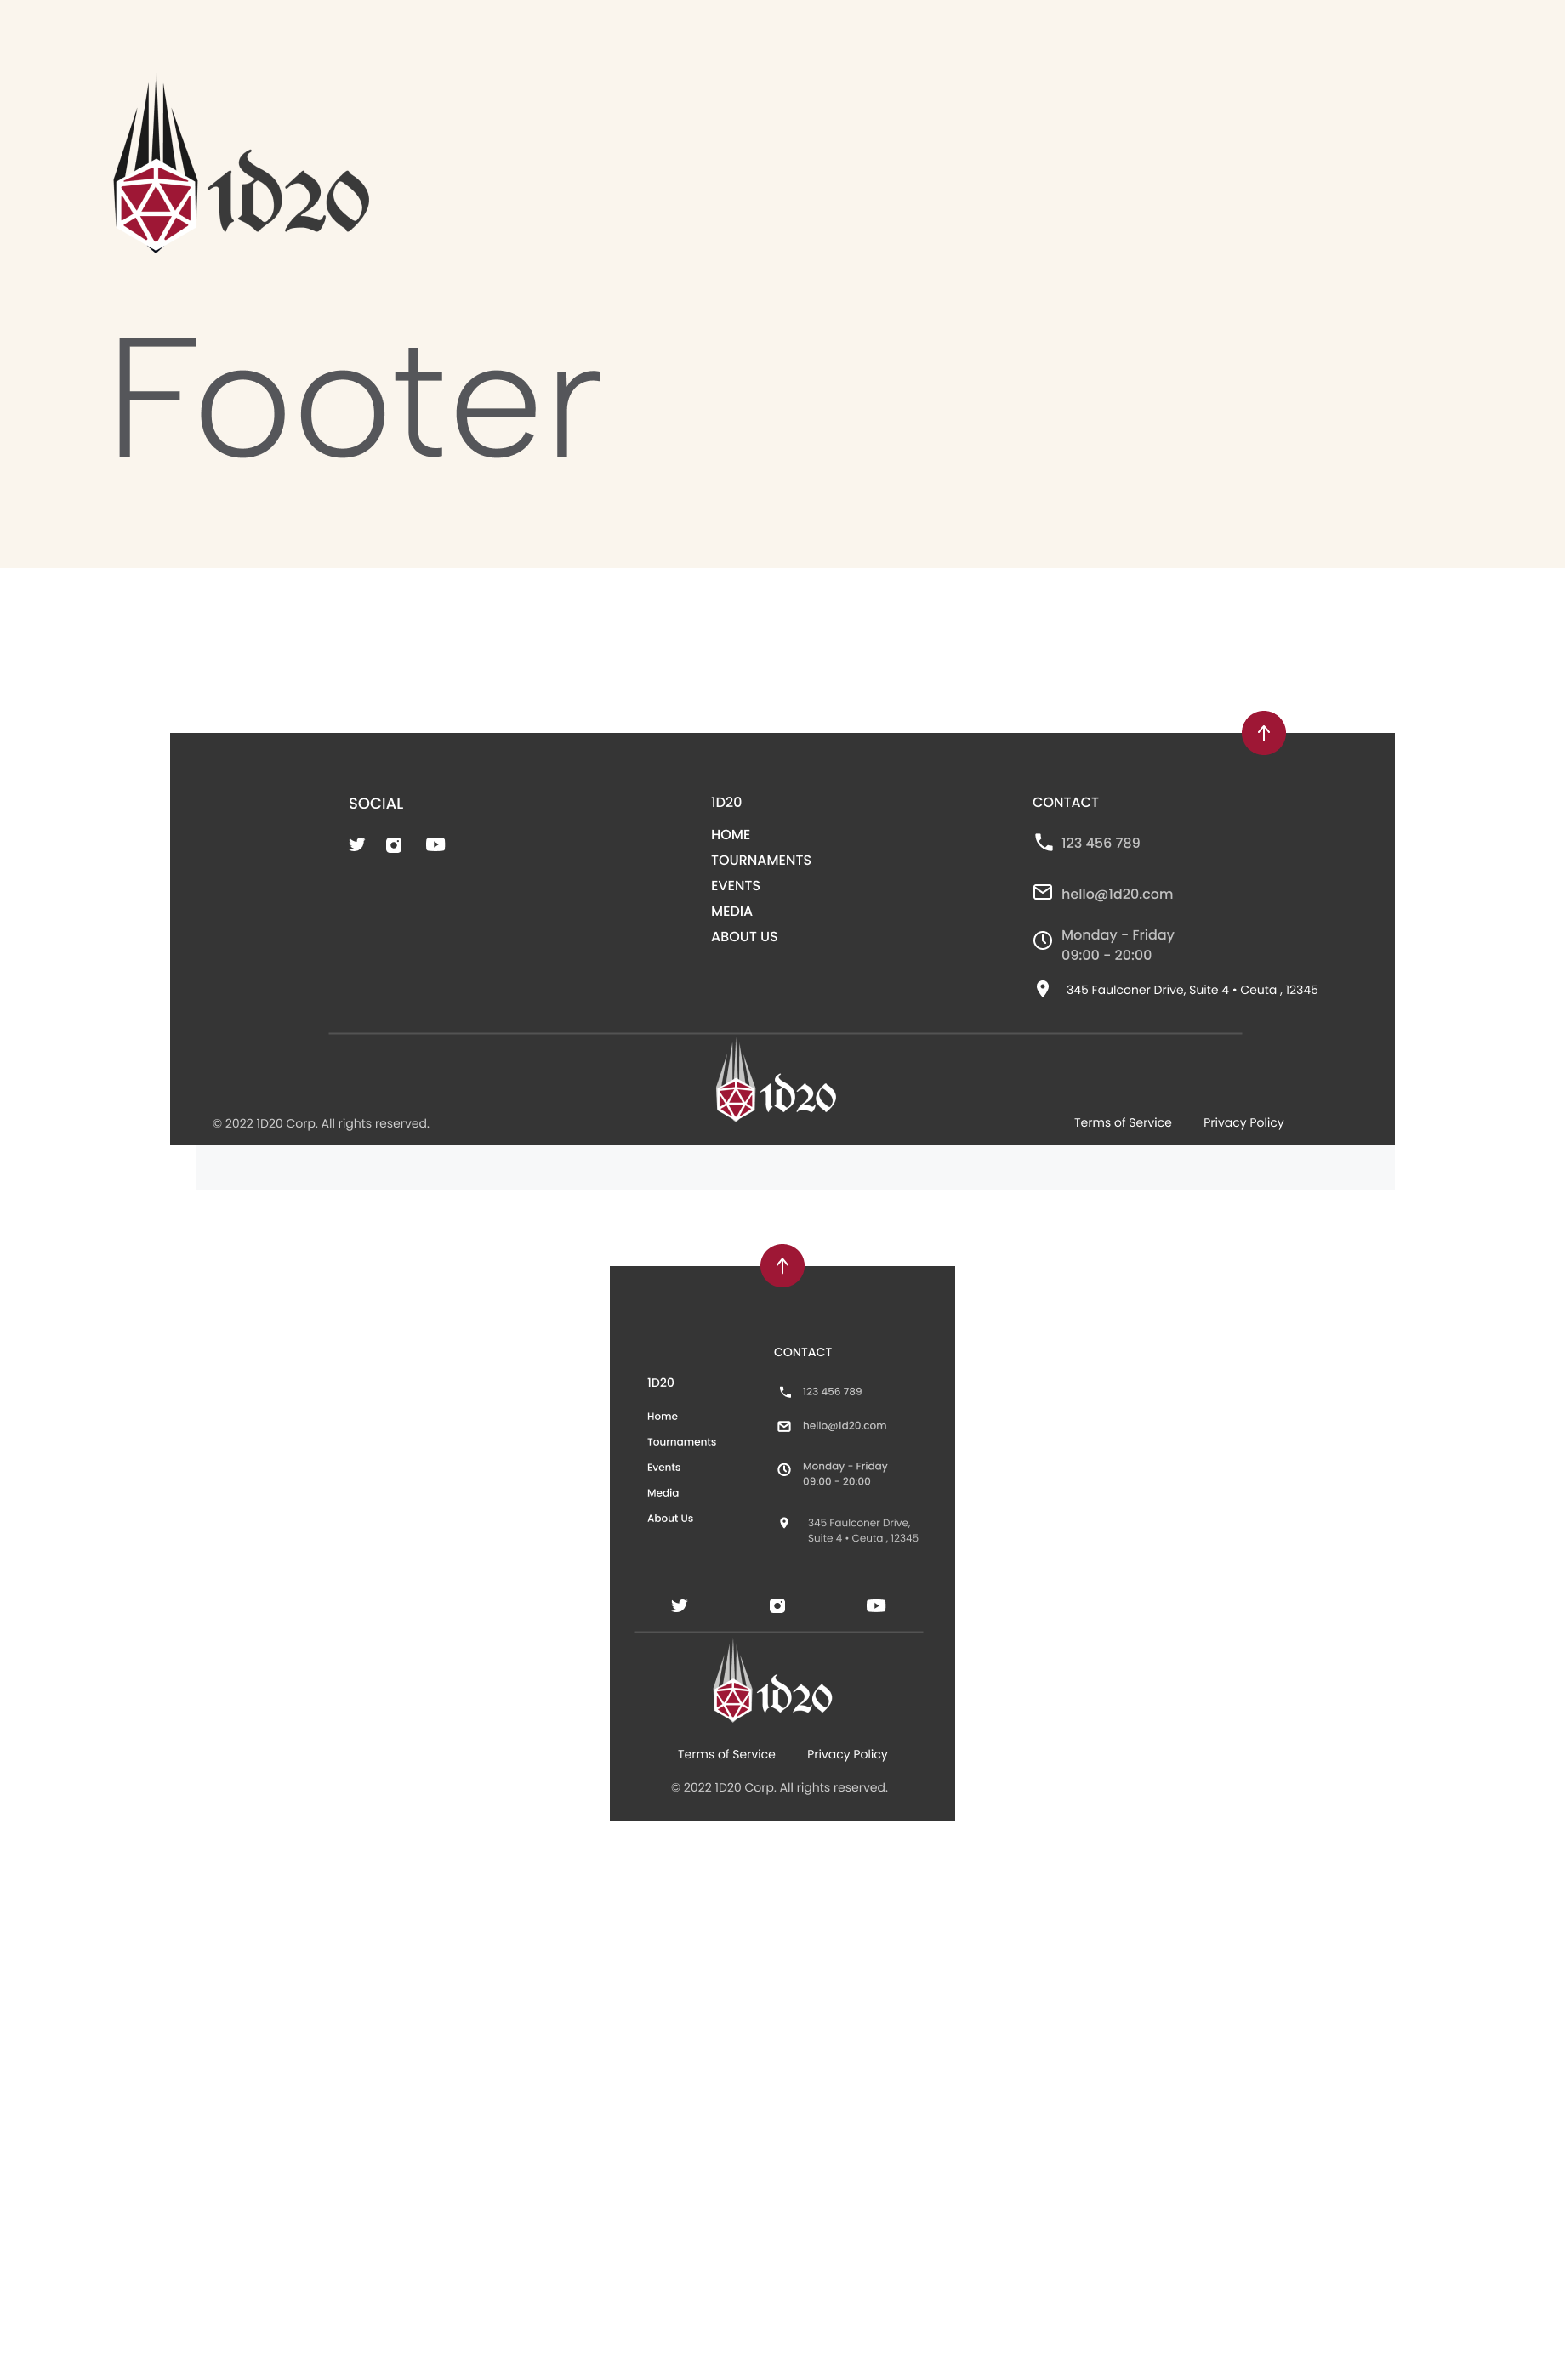 1d20
Footer
SOCIAL
1D20
HOME
TOURNAMENTS
EVENTS
MEDIA
ABOUT US
CONTACT
123 456 789
hello@1d20.com
Monday - Friday
09:00 - 20:00
345 Faulconer Drive, Suite 4 • Ceuta , 12345
1d20
© 2022 1D20 Corp. All rights reserved.
Terms of Service
Privacy Policy
1D20
Home
Tournaments
Events
Media
About Us
CONTACT
123 456 789
hello@1d20.com
Monday - Friday
09:00 - 20:00
345 Faulconer Drive,
Suite 4 • Ceuta , 12345
1d20
Terms of Service
Privacy Policy
© 2022 1D20 Corp. All rights reserved.